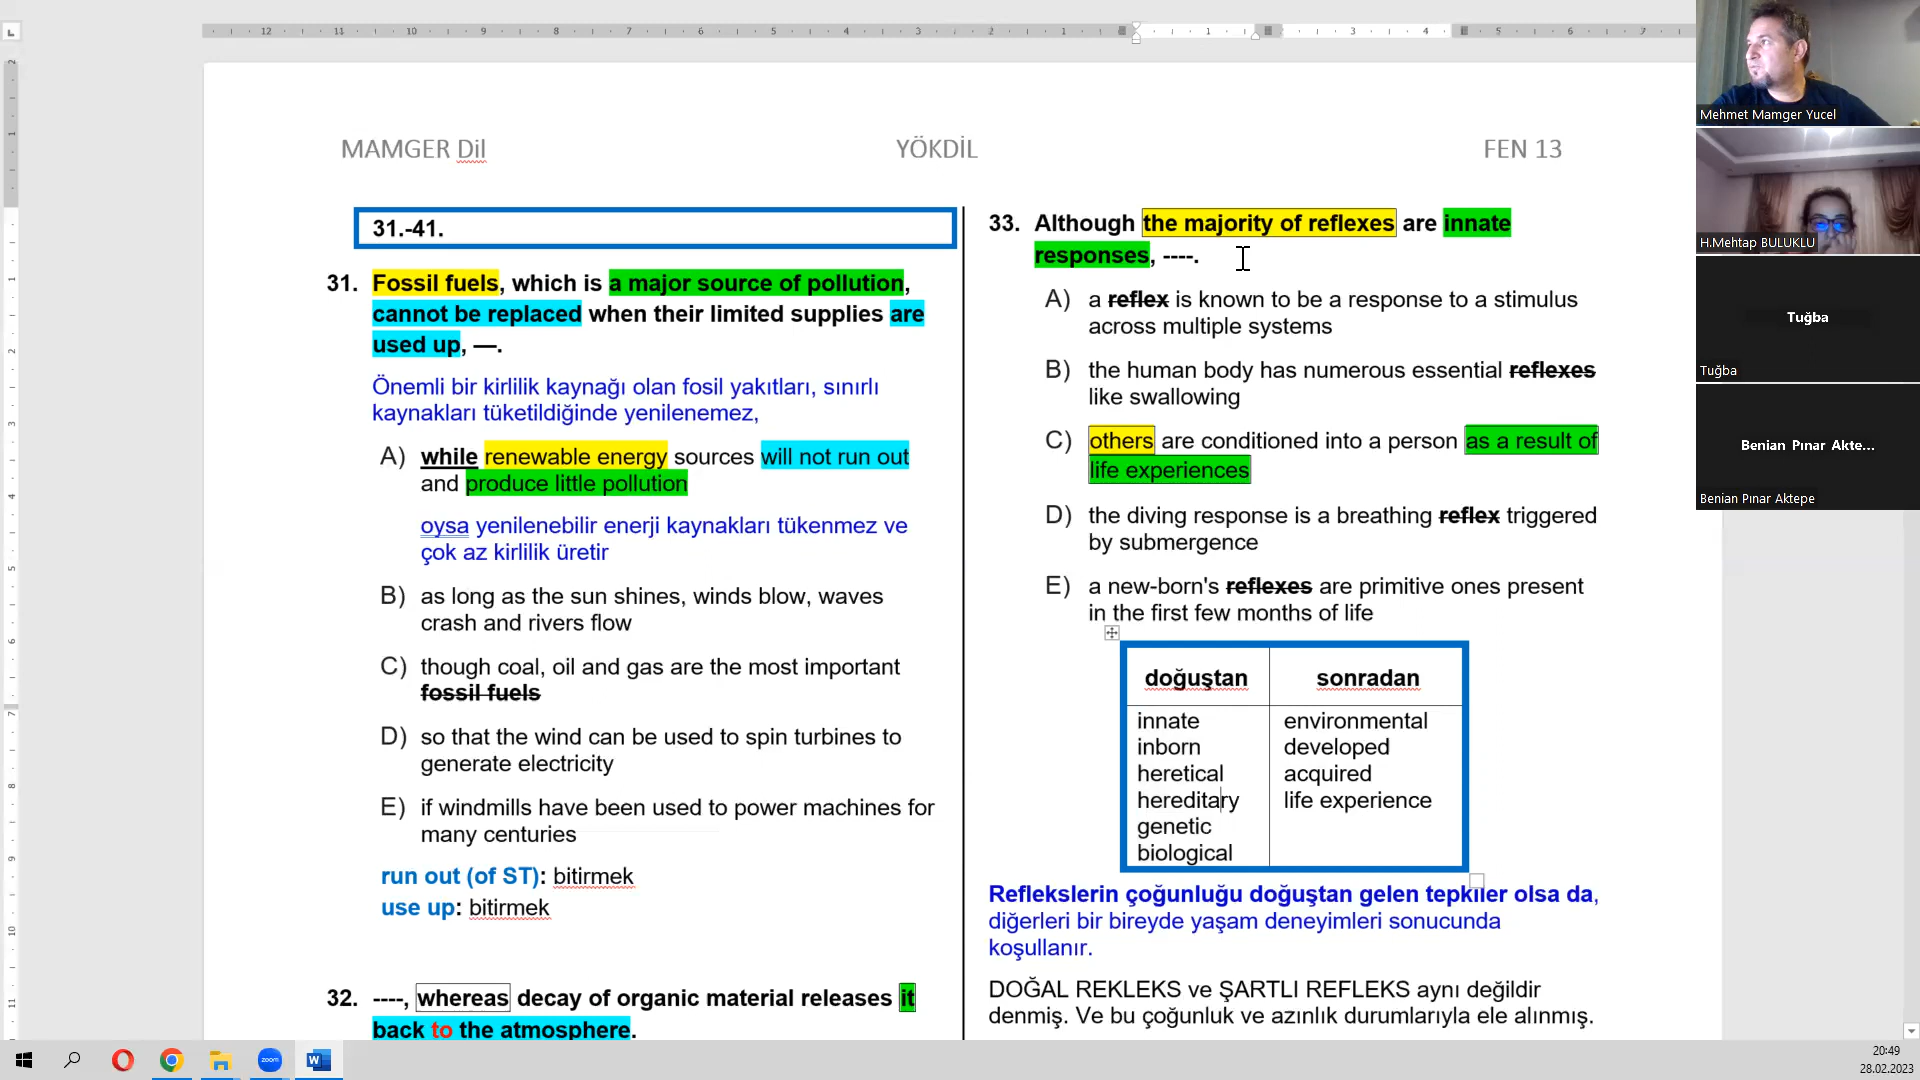 MAMGER Dil
YÖKDİL
FEN 13
31.-41.
31. Fossil fuels, which is a major source of pollution,
cannot be replaced when their limited supplies are
used up, —.
Önemli bir kirlilik kaynağı olan fosil yakıtları, sınırlı
kaynakları tüketildiğinde yenilenemez,
A) while renewable energy sources will not run out
and produce little pollution
oysa yenilenebilir enerji kaynakları tükenmez ve
çok az kirlilik üretir
B) as long as the sun shines, winds blow, waves
crash and rivers flow
C) though coal, oil and gas are the most important
fossil fuels
D) so that the wind can be used to spin turbines to
generate electricity
E) if windmills have been used to power machines for
many centuries
run out (of ST): bitirmek
use up: bitirmek
32. ----, whereas decay of organic material releases it
back to the atmosphere.
33. Although the majority of reflexes are innate
responses, ----.
A) a reflex is known to be a response to a stimulus
across multiple systems
B) the human body has numerous essential reflexes
like swallowing
C) others are conditioned into a person as a result of
life experiences
D) the diving response is a breathing reflex triggered
by submergence
E) a new-born's reflexes are primitive ones present
in the first few months of life
doğuştan sonradan
innate environmental
inborn developed
heretical acquired
hereditary life experience
genetic
biological
Reflekslerin çoğunluğu doğuştan gelen tepkiler olsa da,
diğerleri bir bireyde yaşam deneyimleri sonucunda
koşullanır.
DOĞAL REKLEKS ve ŞARTLI REFLEKS aynı değildir
denmiş. Ve bu çoğunluk ve azınlık durumlarıyla ele alınmış.
Mehmet Mamger Yucel
H.Mehtap BULUKLU
Tuğba
Tuğba
Benian Pınar Akte...
Benian Pınar Aktepe
zoom
20:49
28.02.2023